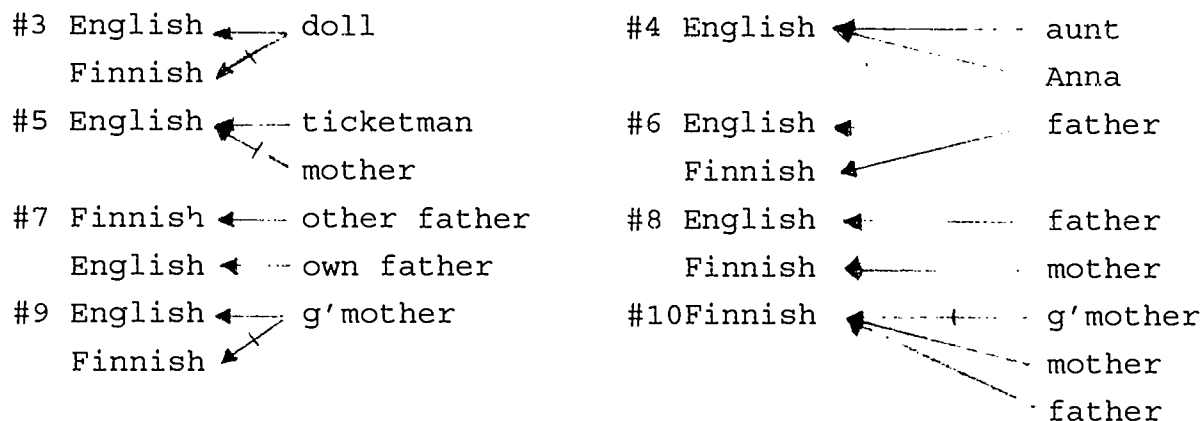 #3 English doll
Finnish
#5 English ticketman
mother
#7 Finnish other father
English own father
#9 English g'mother
Finnish
#4 English aunt
Anna
#6 English father
Finnish
#8 English father
Finnish mother
#10Finnish g'mother
mother
father